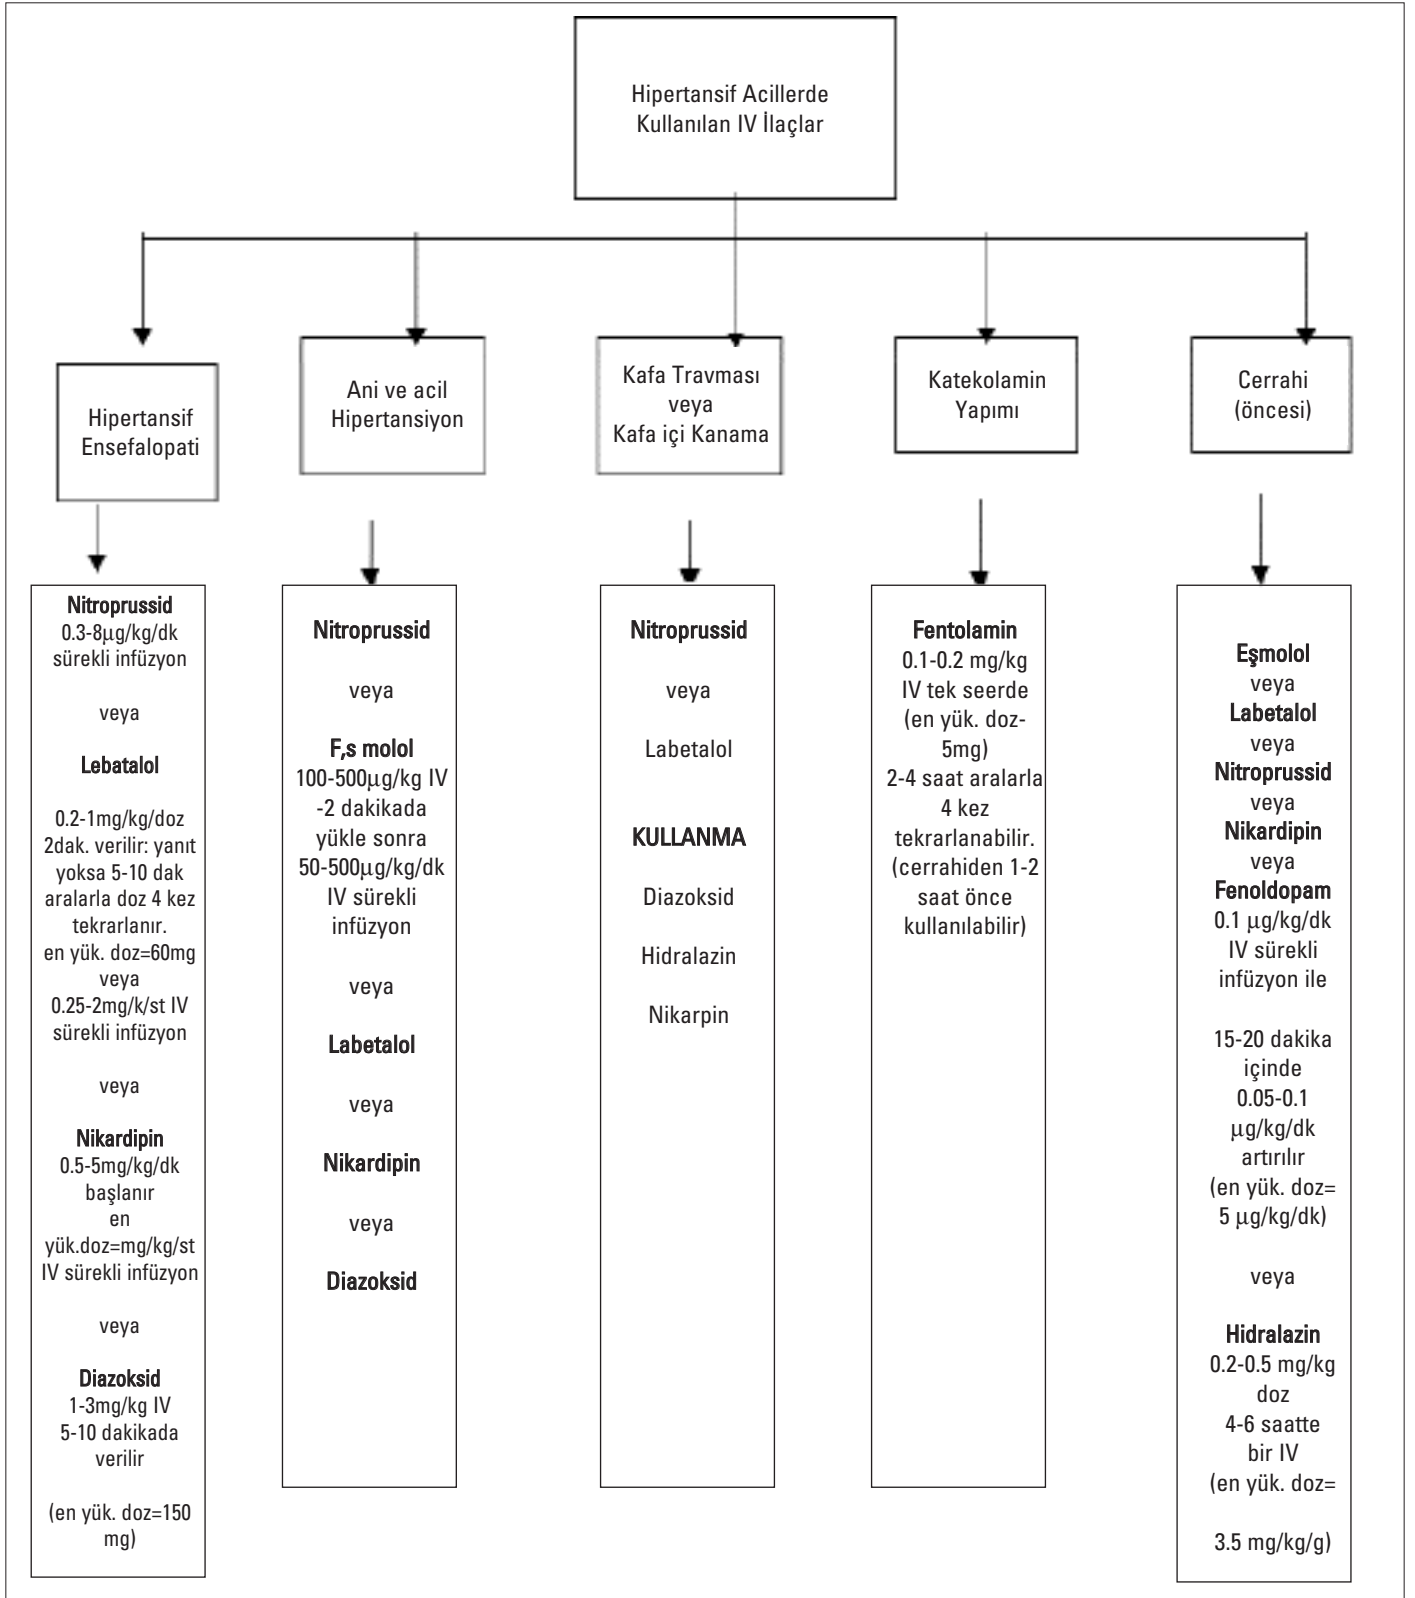 Hipertansif Acillerde
Kullanılan IV İlaçlar
Hipertansif
Ensefalopati
Ani ve acil
Hipertansiyon
Kafa Travması
veya
Kafa içi Kanama
Katekolamin
Yapımı
Cerrahi
(öncesi)
Nitroprussid
0.3-8µg/kg/dk
sürekli infüzyon
veya
Lebatalol
0.2-1mg/kg/doz
2dak. verilir: yanıt
yoksa 5-10 dak
aralarla doz 4 kez
tekrarlanır.
en yük. doz=60mg
veya
0.25-2mg/k/st IV
sürekli infüzyon
veya
Nikardipin
0.5-5mg/kg/dk
başlanır
en
yük.doz=mg/kg/st
IV sürekli infüzyon
veya
Diazoksid
1-3mg/kg IV
5-10 dakikada
verilir
(en yük. doz=150
mg)
Nitroprussid
veya
F,s molol
100-500µg/kg IV
-2 dakikada
yükle sonra
50-500µg/kg/dk
IV sürekli
infüzyon
veya
Labetalol
veya
Nikardipin
veya
Diazoksid
Nitroprussid
veya
Labetalol
KULLANMA
Diazoksid
Hidralazin
Nikarpin
Fentolamin
0.1-0.2 mg/kg
IV tek seerde
(en yük. doz-
5mg)
2-4 saat aralarla
4 kez
tekrarlanabilir.
(cerrahiden 1-2
saat önce
kullanılabilir)
Eşmolol
veya
Labetalol
veya
Nitroprussid
veya
Nikardipin
veya
Fenoldopam
0.1 µg/kg/dk
IV sürekli
infüzyon ile
15-20 dakika
içinde
0.05-0.1
µg/kg/dk
artırılır
(en yük. doz=
5 µg/kg/dk)
veya
Hidralazin
0.2-0.5 mg/kg
doz
4-6 saatte
bir IV
(en yük. doz=
3.5 mg/kg/g)